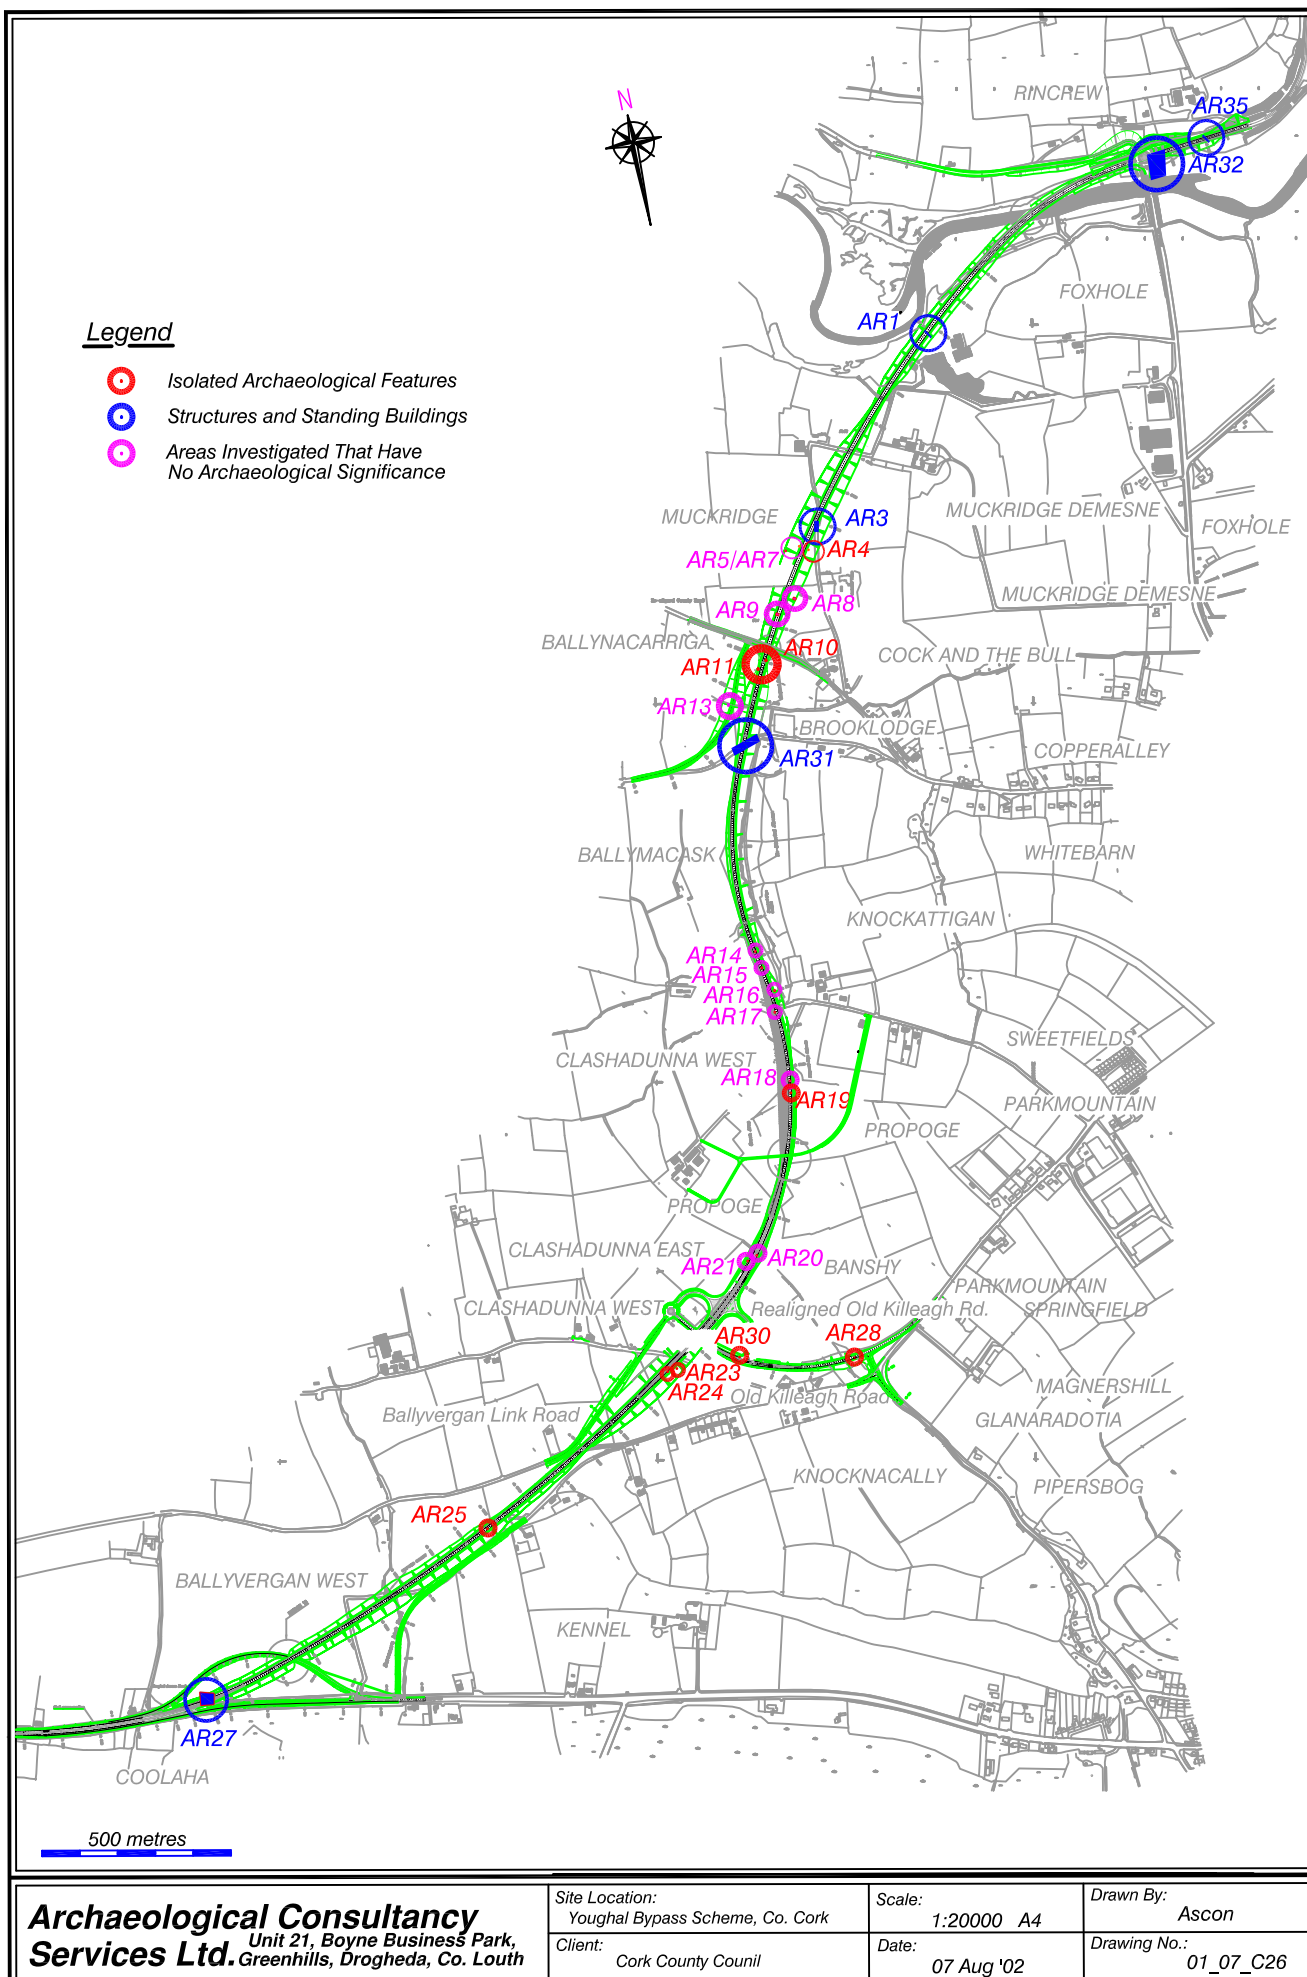 N
RINCREW
AR35
AR32
FOXHOLE
AR1
Legend
Isolated Archaeological Features
Structures and Standing Buildings
Areas Investigated That Have
No Archaeological Significance
MUCKRIDGE
AR3
MUCKRIDGE DEMESNE
FOXHOLE
AR5/AR7
AR4
AR9
AR8
MUCKRIDGE DEMESNE
BALLYNACARRIGA
AR10
COCK AND THE BULL
AR11
AR13
BROOKLODGE
COPPERALLEY
AR31
BALLYMACASK
WHITEBARN
KNOCKATTIGAN
AR14
AR15
AR16
AR17
SWEETFIELDS
CLASHADUNNA WEST
AR18
AR19
PARKMOUNTAIN
PROPOGE
PROPOGE
CLASHADUNNA EAST
AR21
AR20
BANSHY
PARKMOUNTAIN
CLASHADUNNA WEST
Realigned Old Killeagh Rd.
SPRINGFIELD
AR30
AR28
AR23
AR24
Old Killeagh Road
MAGNERSHILL
Ballyvergan Link Road
GLANARADOTIA
KNOCKNACALLY
PIPERSBOG
AR25
BALLYVERGAN WEST
KENNEL
AR27
COOLAHA
500 metres
Archaeological Consultancy
Services Ltd.
Unit 21, Boyne Business Park,
Greenhills, Drogheda, Co. Louth
Site Location:
Youghal Bypass Scheme, Co. Cork
Client:
Cork County Counil
Scale:
1:20000 A4
Date:
07 Aug '02
Drawn By:
Ascon
Drawing No.:
01_07_C26